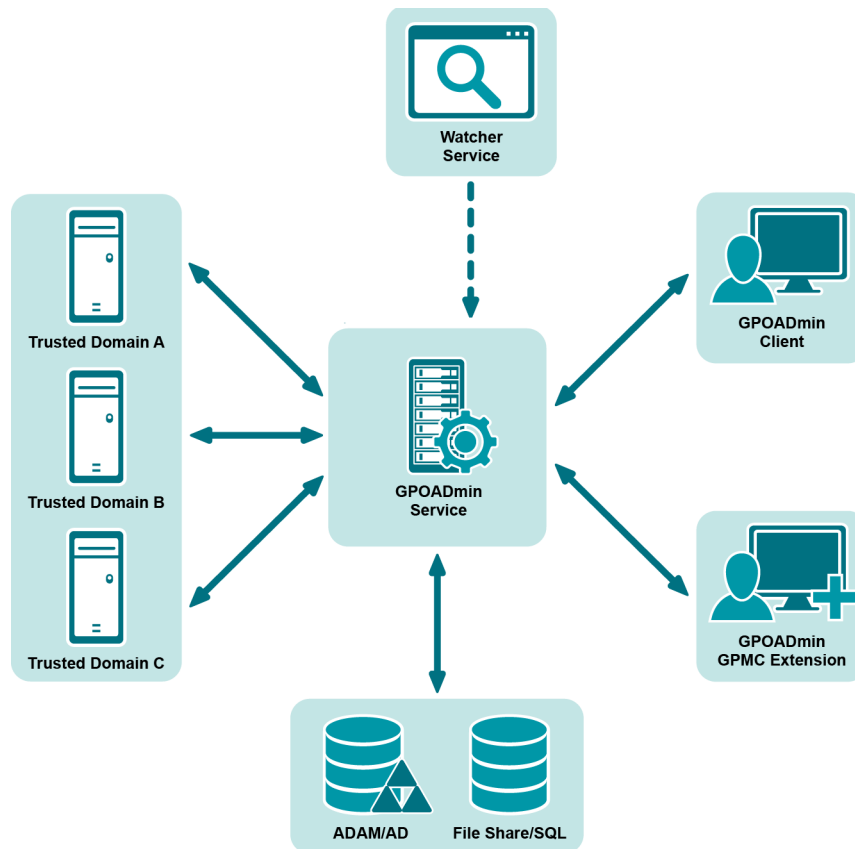 Watcher
Service
Trusted Domain A
Trusted Domain B
Trusted Domain C
GPOADmin
Service
GPOADmin
Client
GPOADmin
GPMC Extension
ADAM/AD
File Share/SQL